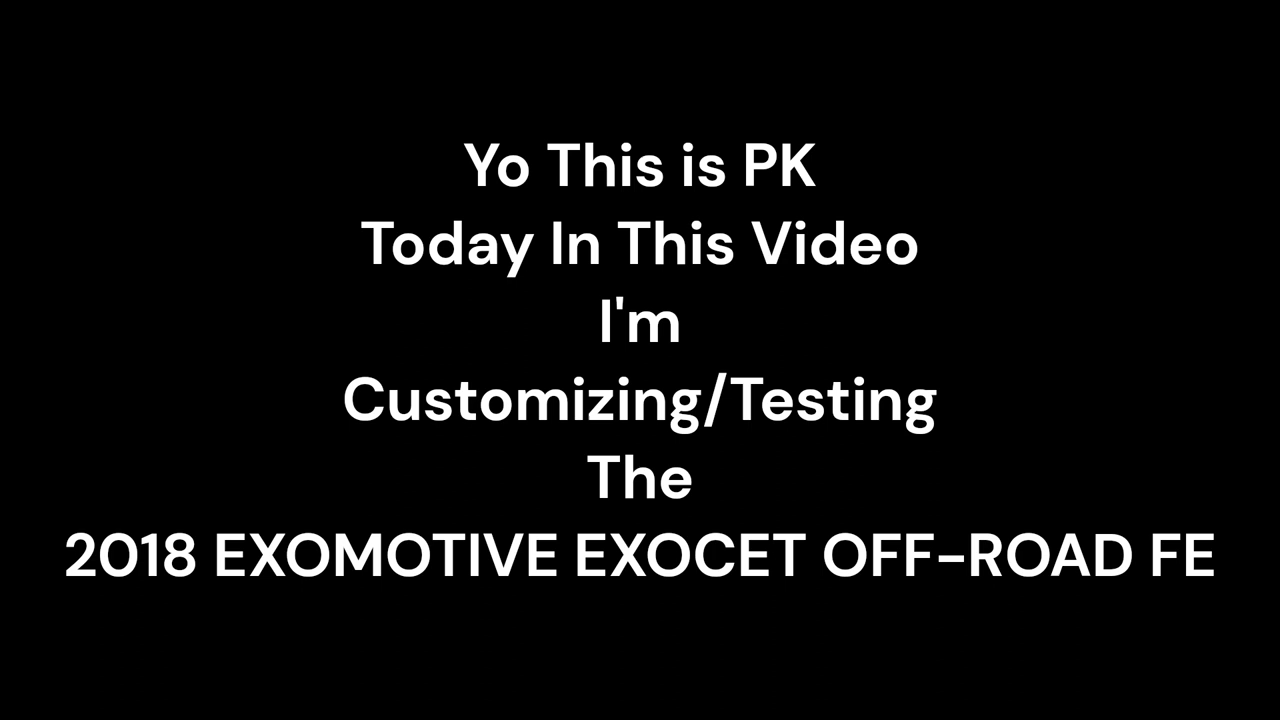 Yo This is PK
Today In This Video
I'm
Customizing/Testing
The
2018 EXOMOTIVE EXOCET OFF-ROAD FE